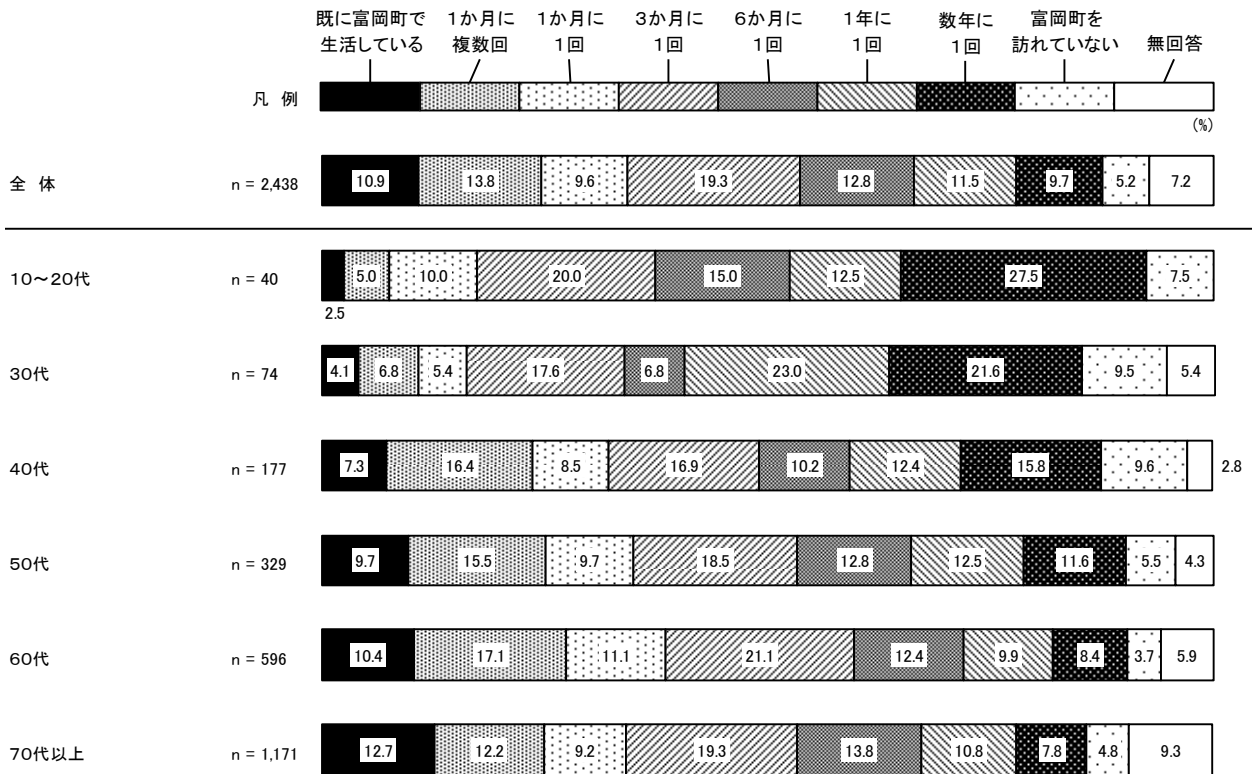 既に富岡町で 1か月に 1か月に 3か月に 6か月に 1年に 数年に 富岡町を
生活している 複数回 1回 1回 1回 1回 1回 訪れていない 無回答
凡 例
(%)
全 体 n = 2,438 10.9 13.8 9.6 19.3 12.8 11.5 9.7 5.2 7.2
10~20代 n = 40 5.0 10.0 20.0 15.0 12.5 27.5 7.5
2.5
30代 n = 74 4.1 6.8 5.4 17.6 6.8 23.0 21.6 9.5 5.4
40代 n = 177 7.3 16.4 8.5 16.9 10.2 12.4 15.8 9.6 2.8
50代 n = 329 9.7 15.5 9.7 18.5 12.8 12.5 11.6 5.5 4.3
60代 n = 596 10.4 17.1 11.1 21.1 12.4 9.9 8.4 3.7 5.9
70代以上 n = 1,171 12.7 12.2 9.2 19.3 13.8 10.8 7.8 4.8 9.3